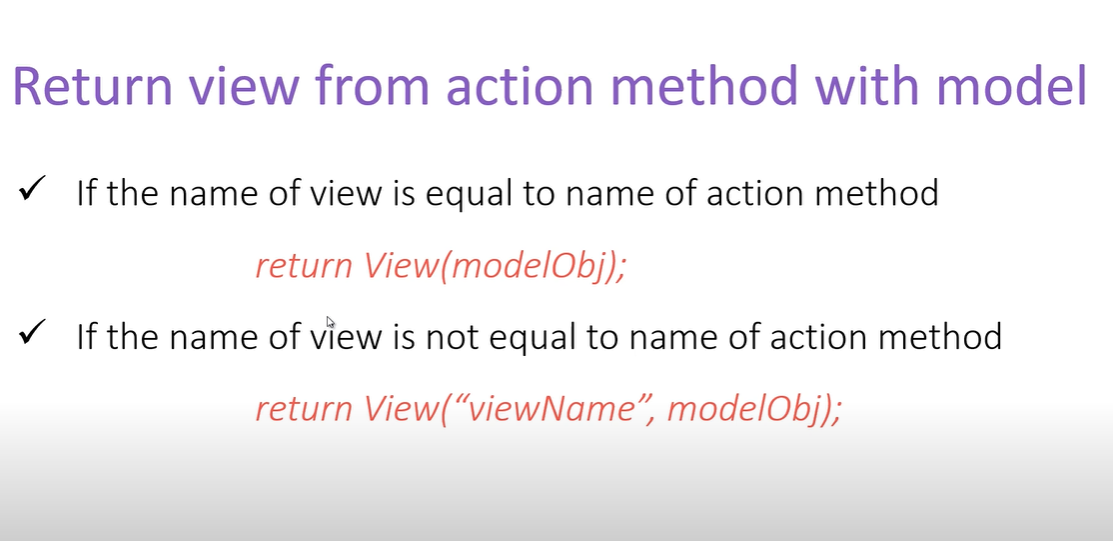 Return view from action method with model
✓ If the name of view is equal to name of action method
return View(modelObj);
✓ If the name of view is not equal to name of action method
return View(“viewName”, modelObj);